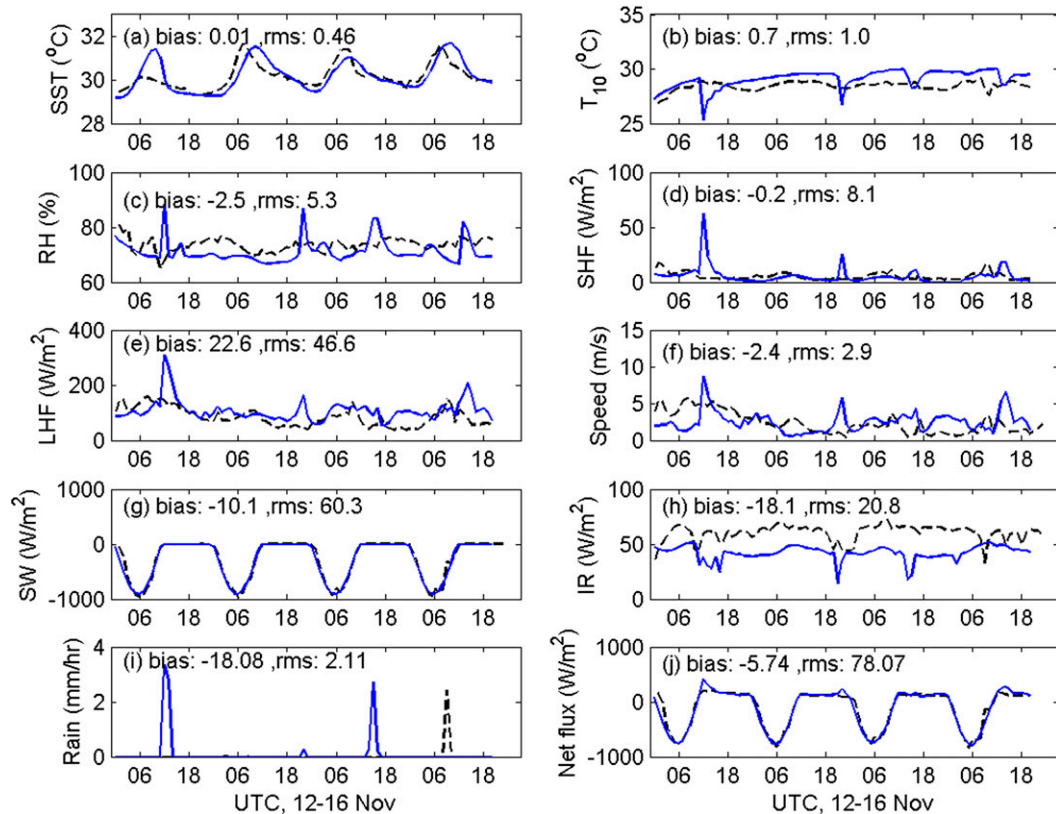 (a) bias: 0.01 ,rms: 0.46
SST (°C)
32
30
28
06 18 06 18 06 18 06 18
(b) bias: 0.7 ,rms: 1.0
T10 (°C)
35
30
25
06 18 06 18 06 18 06 18
(c) bias: -2.5 ,rms: 5.3
RH (%)
100
80
60
06 18 06 18 06 18 06 18
(d) bias: -0.2 ,rms: 8.1
SHF (W/m²)
100
50
0
06 18 06 18 06 18 06 18
(e) bias: 22.6 ,rms: 46.6
LHF (W/m²)
400
200
0
06 18 06 18 06 18 06 18
(f) bias: -2.4 ,rms: 2.9
Speed (m/s)
15
10
5
0
06 18 06 18 06 18 06 18
(g) bias: -10.1 ,rms: 60.3
SW (W/m²)
1000
0
-1000
06 18 06 18 06 18 06 18
(h) bias: -18.1 ,rms: 20.8
IR (W/m²)
100
50
0
06 18 06 18 06 18 06 18
(i) bias: -18.08 ,rms: 2.11
Rain (mm/hr)
4
2
0
06 18 06 18 06 18 06 18
UTC, 12-16 Nov
(j) bias: -5.74 ,rms: 78.07
Net flux (W/m²)
1000
0
-1000
06 18 06 18 06 18 06 18
UTC, 12-16 Nov